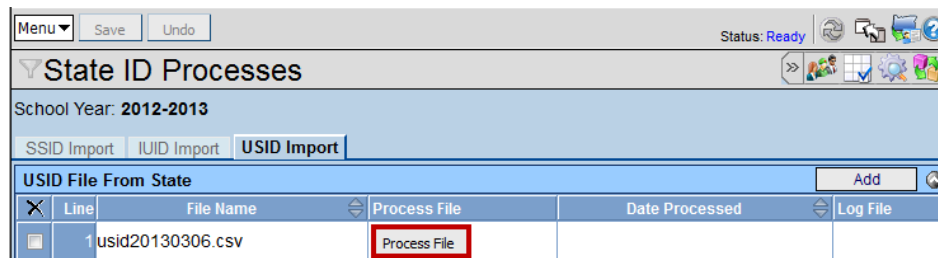 Menu Save Undo Status: Ready
State ID Processes
School Year: 2012-2013
SSID Import IUID Import USID Import
USID File From State Add
Line File Name Process File Date Processed Log File
1 usid20130306.csv Process File